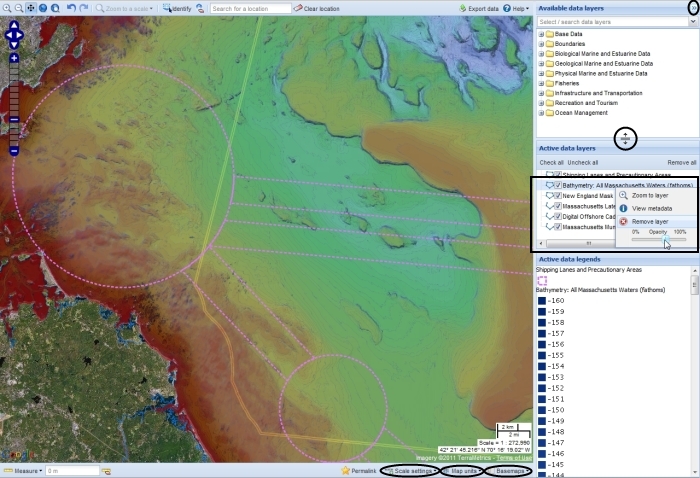 Zoom to a scale
Identify
Search for a location
Clear location
Export data
Help
Available data layers
Select / search data layers
Base Data
Boundaries
Biological Marine and Estuarine Data
Geological Marine and Estuarine Data
Physical Marine and Estuarine Data
Fisheries
Infrastructure and Transportation
Recreation and Tourism
Ocean Management
Active data layers
Check all Uncheck all Remove all
Shipping Lanes and Precautionary Areas
Bathymetry: All Massachusetts Waters (fathoms)
New England Mask
Massachusetts Late
Digital Offshore Cad
Massachusetts Mun
Zoom to layer
View metadata
Remove layer
0% Opacity 100%
Active data legends
Shipping Lanes and Precautionary Areas
Bathymetry: All Massachusetts Waters (fathoms)
-160
-159
-158
-157
-156
-155
-154
-153
-152
-151
-150
-149
-148
-147
-146
-145
-144
2 km
2 mi
Scale = 1 : 272,990
42° 21' 45.216" N 70° 16' 19.02" W
Imagery ©2011 TerraMetrics - Terms of Use
Measure
0 m
Permalink
Scale settings
Map units
Basemaps